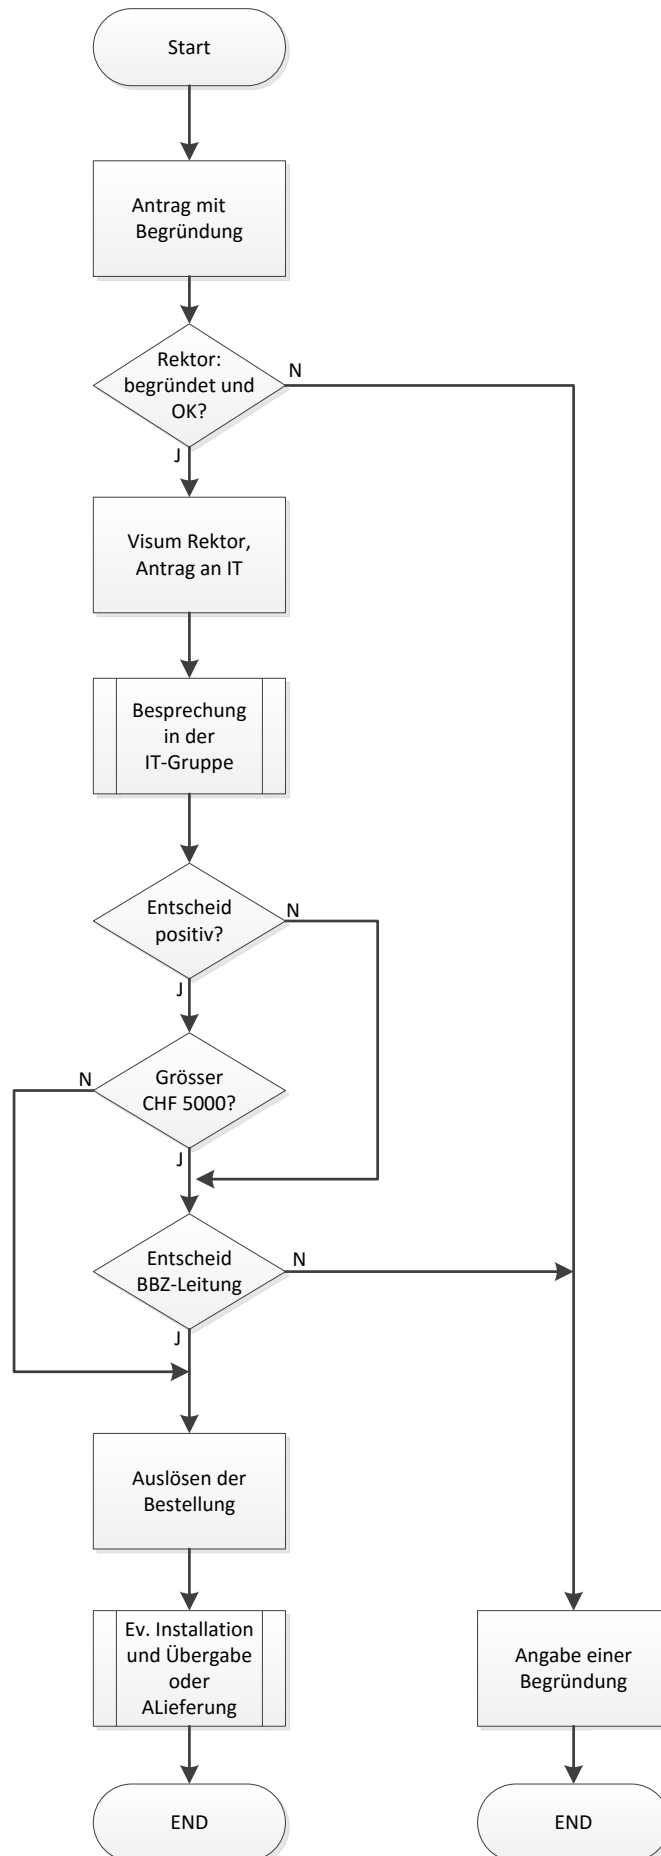 Start
Antrag mit
Begründung
Rektor:
begründet und
OK?
N
J
Visum Rektor,
Antrag an IT
Besprechung
in der
IT-Gruppe
Entscheid
positiv?
N
J
Grösser
CHF 5000?
N
J
Entscheid
BBZ-Leitung
N
J
Auslösen der
Bestellung
Ev. Installation
und Übergabe
oder
ALieferung
Angabe einer
Begründung
END
END